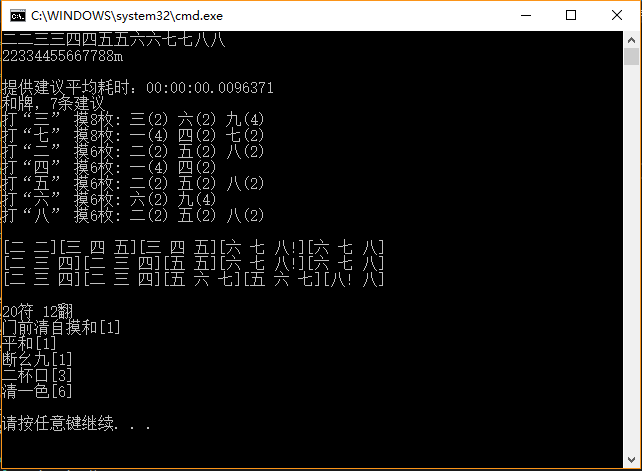 C:\WINDOWS\system32\cmd.exe
二二三三四四五五六六七七八八
22334455667788m
提供建议平均耗时：00:00:00.0096371
和牌，7条建议
打“三” 摸8枚：三(2) 六(2) 九(4)
打“七” 摸8枚：一(4) 四(2) 七(2)
打“二” 摸6枚：二(2) 五(2) 八(2)
打“四” 摸6枚：一(4) 四(2)
打“五” 摸6枚：二(2) 五(2) 八(2)
打“六” 摸6枚：六(2) 九(4)
打“八” 摸6枚：二(2) 五(2) 八(2)
[二 二][三 四 五][三 四 五][六 七 八!][六 七 八]
[二 三 四][二 三 四][五 五][六 七 八!][六 七 八]
[二 三 四][二 三 四][五 六 七][五 六 七][八! 八]
20符 12翻
门前清自摸和[1]
平和[1]
断幺九[1]
二杯口[3]
清一色[6]
请按任意键继续. . .